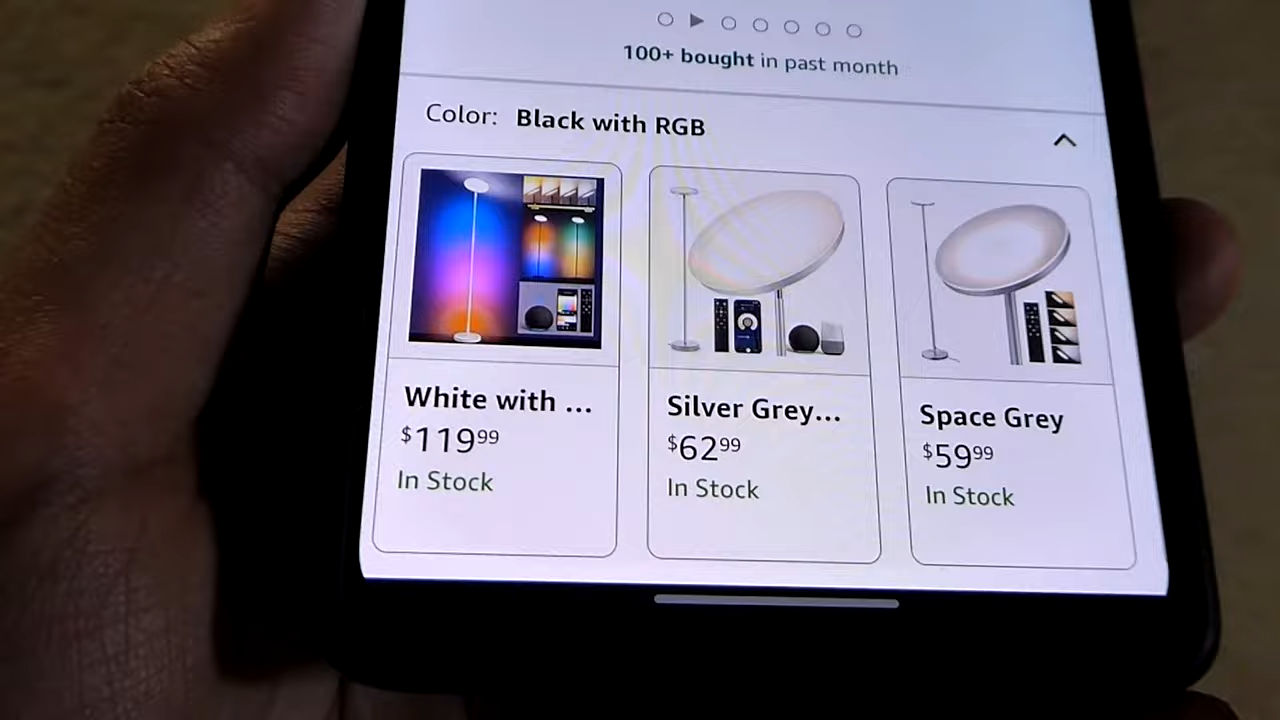 100+ bought in past month
Color: Black with RGB
White with ...
$119.99
In Stock
Silver Grey...
$62.99
In Stock
Space Grey
$59.99
In Stock